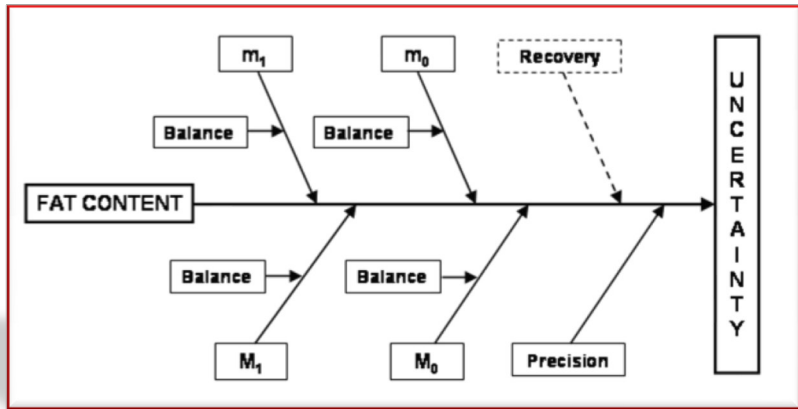 m₁
m₀
Recovery
Balance
Balance
FAT CONTENT
UNCERTAINTY
Balance
Balance
M₁
M₀
Precision